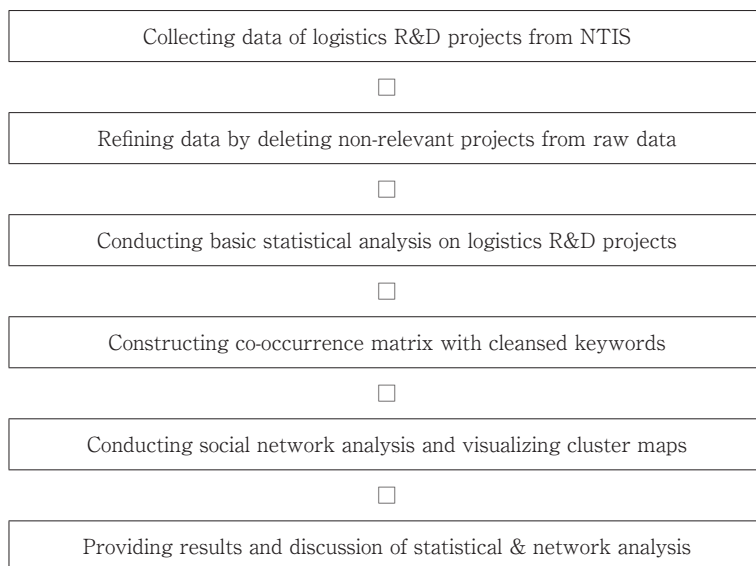 Collecting data of logistics R&D projects from NTIS
□
Refining data by deleting non-relevant projects from raw data
□
Conducting basic statistical analysis on logistics R&D projects
□
Constructing co-occurrence matrix with cleansed keywords
□
Conducting social network analysis and visualizing cluster maps
□
Providing results and discussion of statistical & network analysis